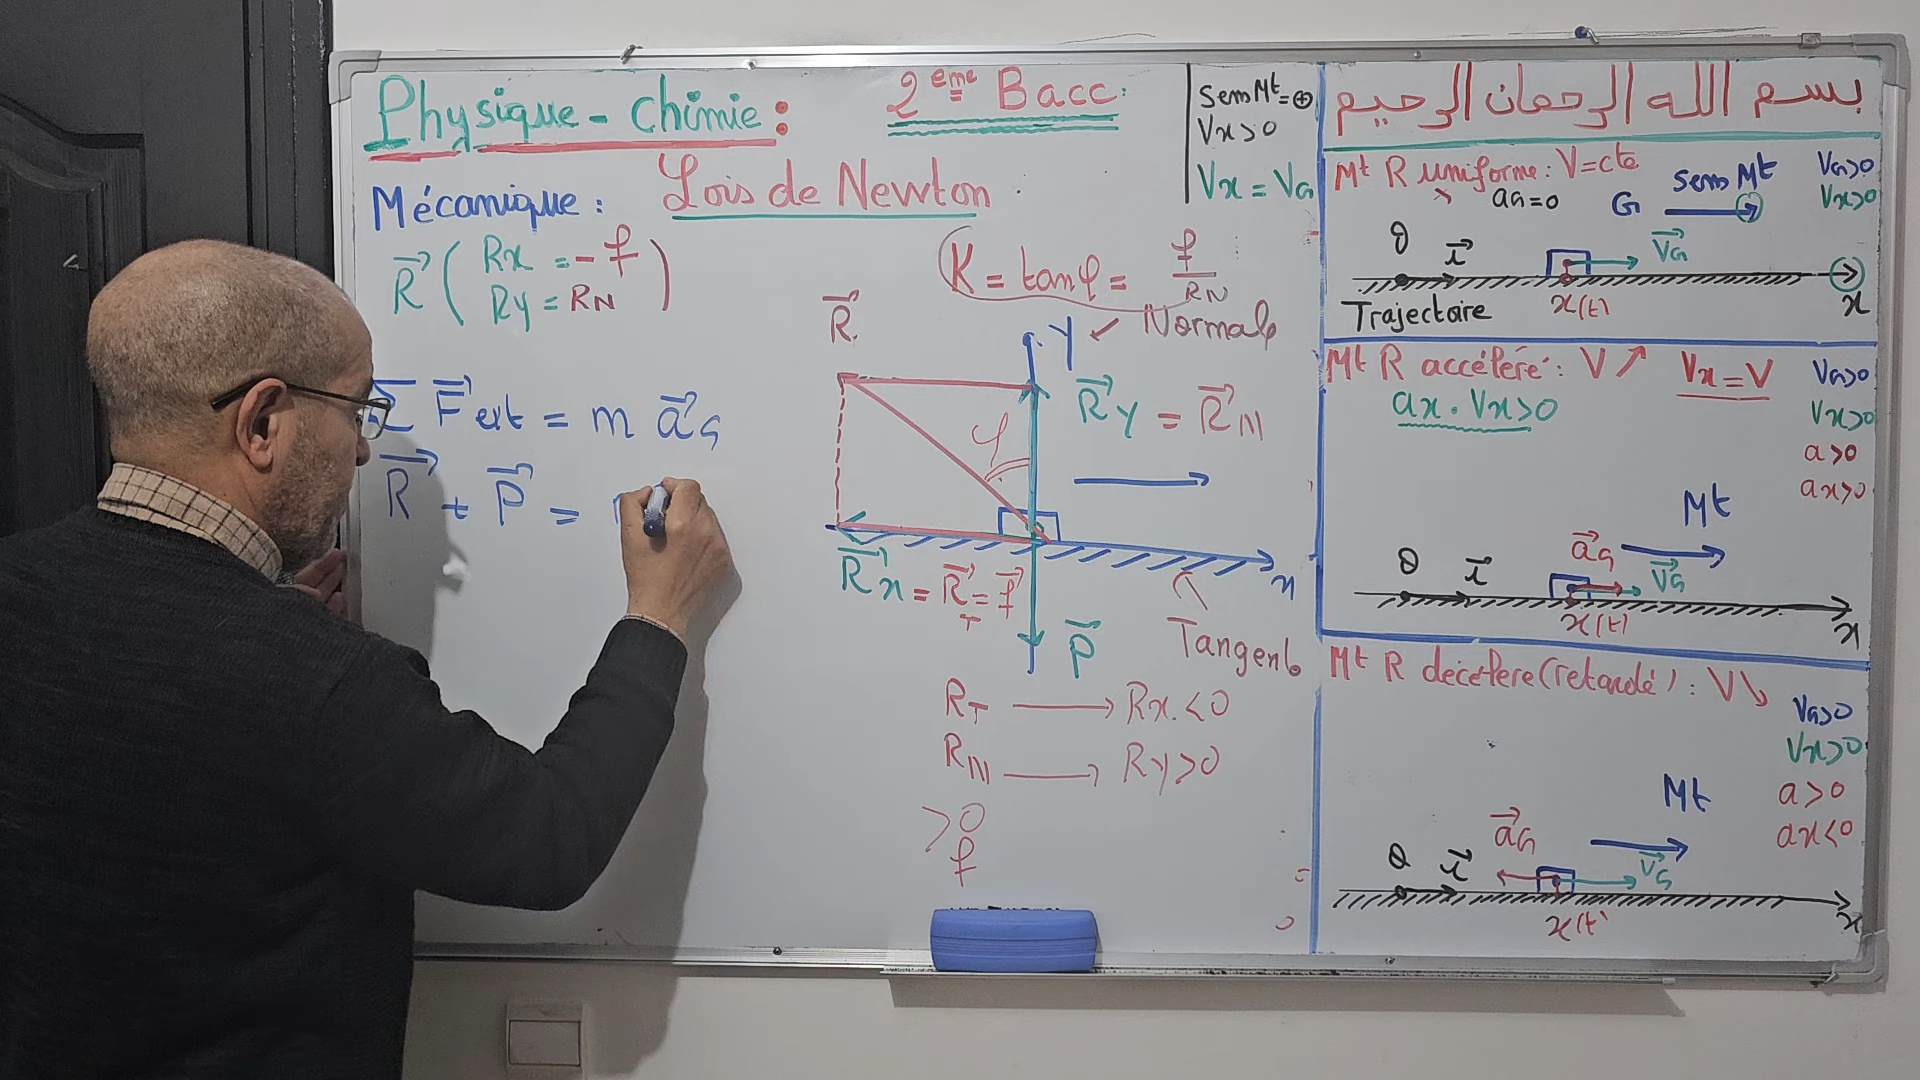 Physique - chimie :
2eme Bacc.
Mécanique :
Lois de Newton
R ( Rx = - f
Ry = RN )
Σ F ext = m aG
R + P =
K = tanφ = f / RN
R
Y
Normale
φ
Ry = RN
x
Rx = RT = f
P
Tangent
RT → Rx < 0
RN → Ry > 0
> 0
f
sens Mt = ⊕
Vx > 0
Vx = VG
بسم الله الرحمان الرحيم
Mt R uniforme : V = cte
aG = 0
G
sens Mt
VG > 0
Vx > 0
O
i
VG
x(t)
x
Trajectoire
Mt R accéléré : V ↗
Vx = V
ax . Vx > 0
VG > 0
Vx > 0
a > 0
ax > 0
Mt
aG
VG
O
i
x(t)
x
Mt R décéléré (retardé) : V ↘
VG > 0
Vx > 0
a > 0
ax < 0
Mt
aG
VG
O
i
x(t)
x